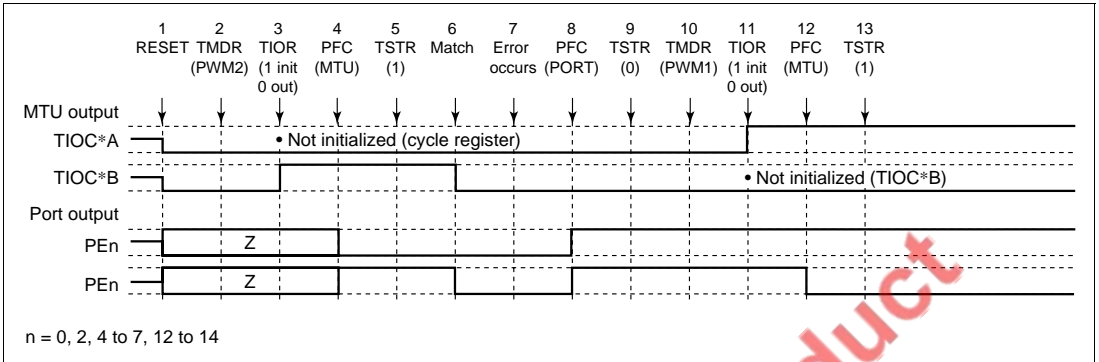 1 2 3 4 5 6 7 8 9 10 11 12 13
RESET TMDR TIOR PFC TSTR Match Error PFC TSTR TMDR TIOR PFC TSTR
(PWM2) (1 init (MTU) (1) occurs (PORT) (0) (PWM1) (1 init (MTU) (1)
0 out) 0 out)
MTU output
TIOC*A • Not initialized (cycle register)
TIOC*B • Not initialized (TIOC*B)
Port output
PEn Z
PEn Z
n = 0, 2, 4 to 7, 12 to 14
duct